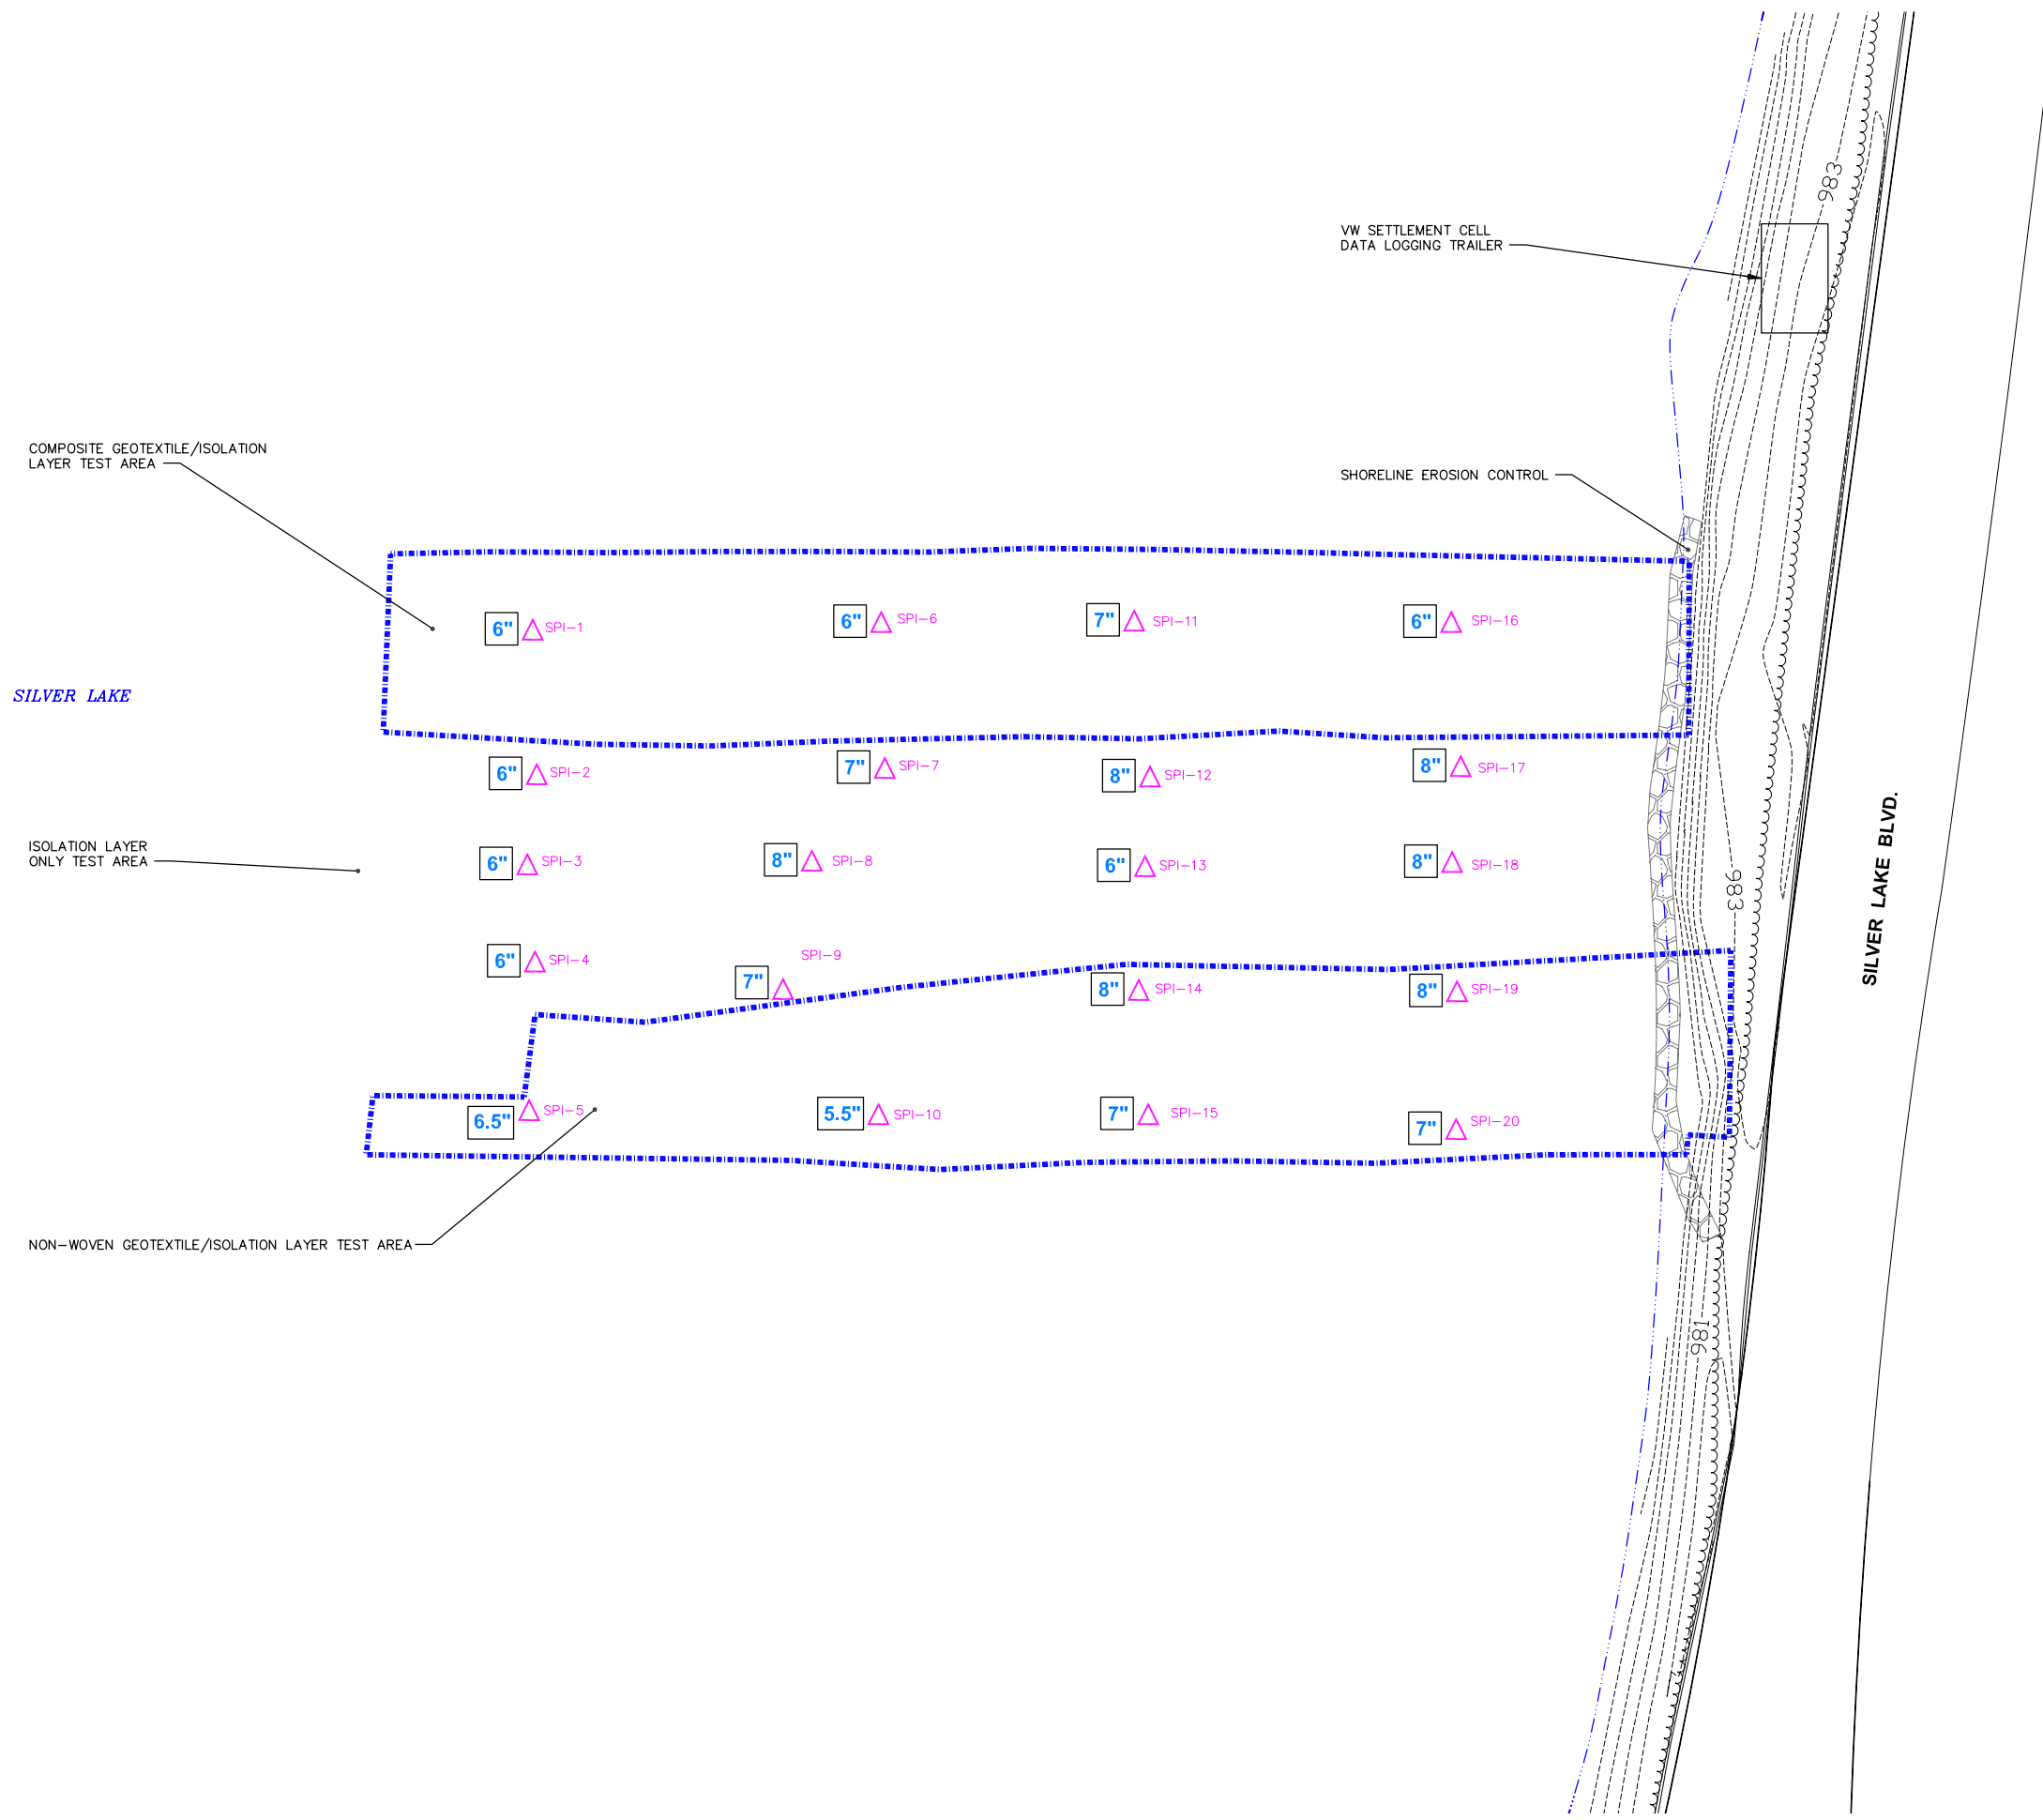 983
VW SETTLEMENT CELL
DATA LOGGING TRAILER
COMPOSITE GEOTEXTILE/ISOLATION
LAYER TEST AREA
SHORELINE EROSION CONTROL
6" SPI-1
6" SPI-6
7" SPI-11
6" SPI-16
SILVER LAKE
6" SPI-2
7" SPI-7
8" SPI-12
8" SPI-17
ISOLATION LAYER
ONLY TEST AREA
6" SPI-3
8" SPI-8
6" SPI-13
8" SPI-18
983
SILVER LAKE BLVD.
6" SPI-4
7" SPI-9
8" SPI-14
8" SPI-19
6.5" SPI-5
5.5" SPI-10
7" SPI-15
7" SPI-20
NON-WOVEN GEOTEXTILE/ISOLATION LAYER TEST AREA
981